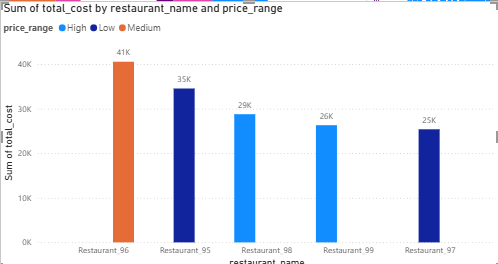 Sum of total_cost by restaurant_name and price_range
price_range High Low Medium
41K
35K
29K
26K
25K
40K
30K
20K
10K
0K
Sum of total_cost
Restaurant_96 Restaurant_95 Restaurant_98 Restaurant_99 Restaurant_97
restaurant_name